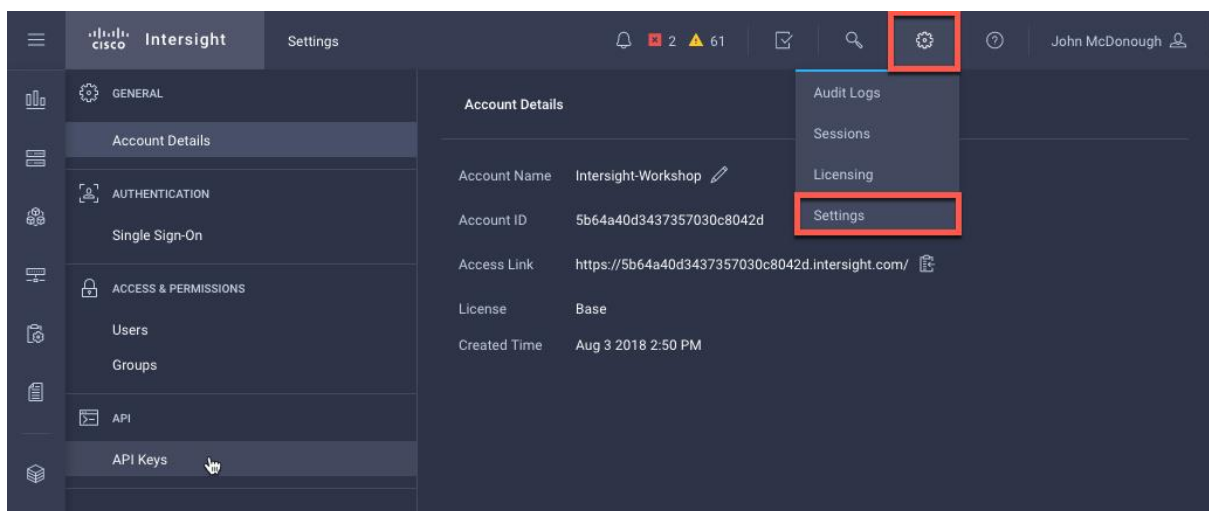 cisco Intersight Settings 2 61 John McDonough
GENERAL
Account Details
AUTHENTICATION
Single Sign-On
ACCESS & PERMISSIONS
Users
Groups
API
API Keys
Account Details
Account Name Intersight-Workshop
Account ID 5b64a40d3437357030c8042d
Access Link https://5b64a40d3437357030c8042d.intersight.com/
License Base
Created Time Aug 3 2018 2:50 PM
Audit Logs
Sessions
Licensing
Settings